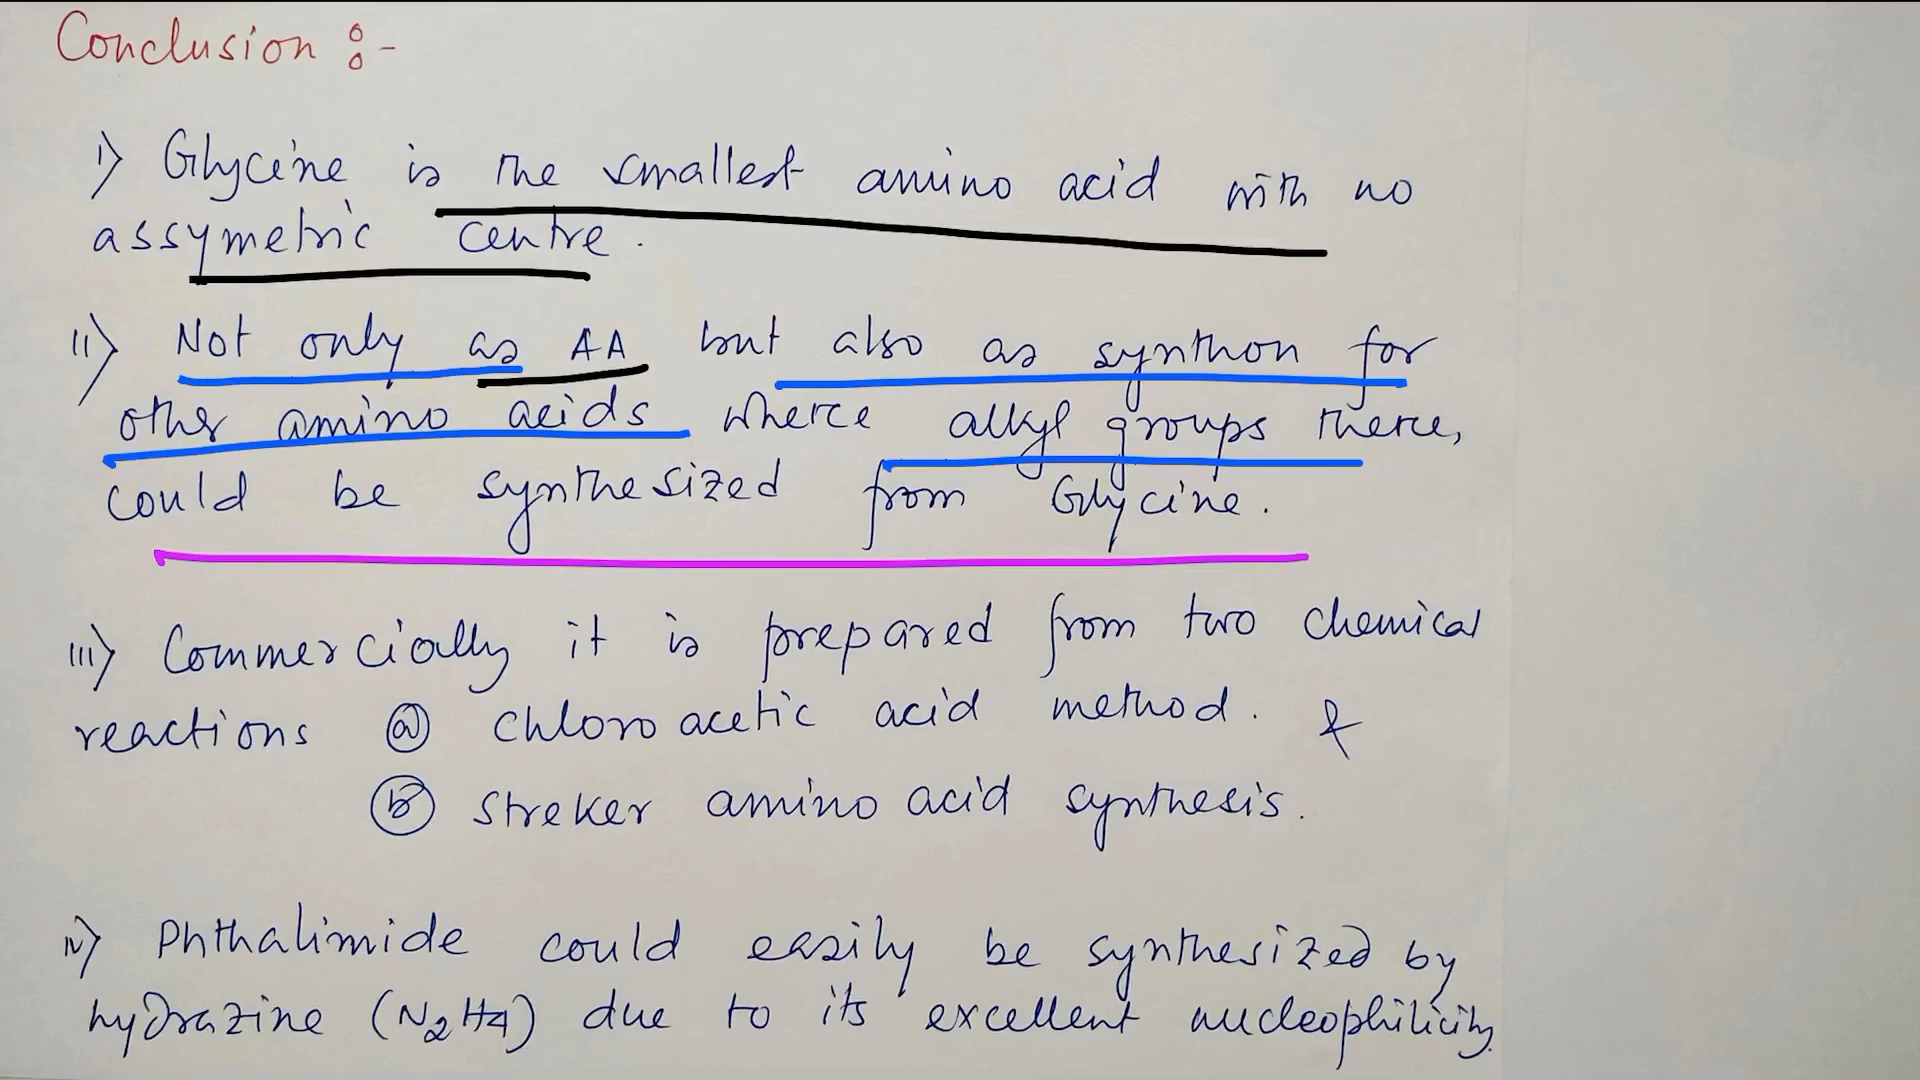 Conclusion :-
i) Glycine is the smallest amino acid with no
assymetric centre.
ii) Not only as AA but also as synthon for
other amino acids where alkyl groups there,
could be synthesized from Glycine.
iii) Commercially it is prepared from two chemical
reactions ⓐ chloro acetic acid method. &
ⓑ Streker amino acid synthesis.
iv) Phthalimide could easily be synthesized by
hydrazine (N2H4) due to its excellent nucleophilicity.